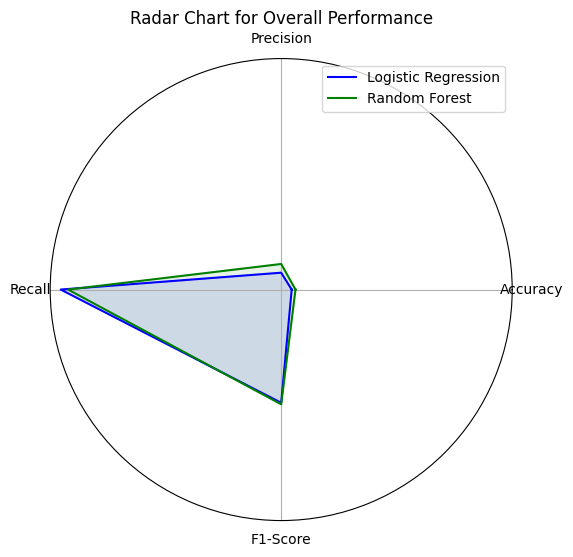 Radar Chart for Overall Performance
Precision
Logistic Regression
Random Forest
Recall
Accuracy
F1-Score